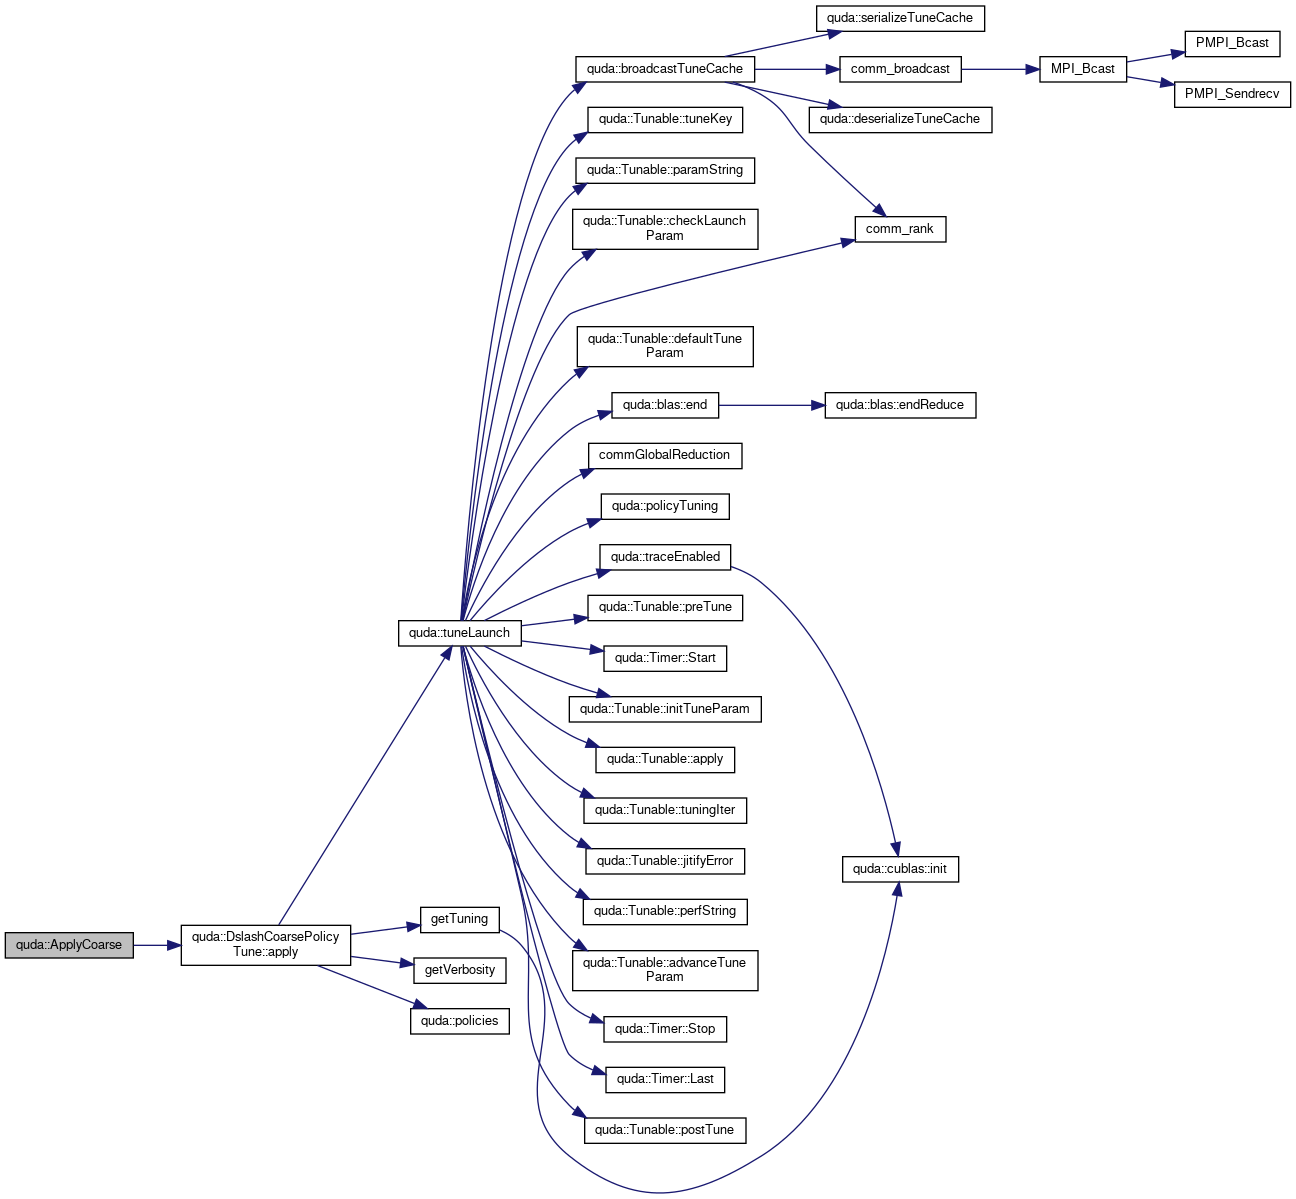 quda::serializeTuneCache
PMPI_Bcast
quda::broadcastTuneCache
comm_broadcast
MPI_Bcast
PMPI_Sendrecv
quda::Tunable::tuneKey
quda::deserializeTuneCache
quda::Tunable::paramString
quda::Tunable::checkLaunch
Param
comm_rank
quda::Tunable::defaultTune
Param
quda::blas::end
quda::blas::endReduce
commGlobalReduction
quda::policyTuning
quda::traceEnabled
quda::Tunable::preTune
quda::tuneLaunch
quda::Timer::Start
quda::Tunable::initTuneParam
quda::Tunable::apply
quda::Tunable::tuningIter
quda::Tunable::jitifyError
quda::cublas::init
quda::Tunable::perfString
getTuning
quda::ApplyCoarse
quda::DslashCoarsePolicy
Tune::apply
quda::Tunable::advanceTune
Param
getVerbosity
quda::policies
quda::Timer::Stop
quda::Timer::Last
quda::Tunable::postTune